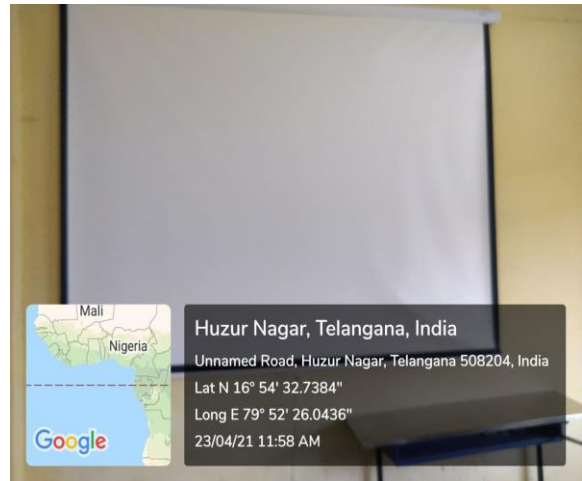 Mali
Nigeria
Google
Huzur Nagar, Telangana, India
Unnamed Road, Huzur Nagar, Telangana 508204, India
Lat N 16° 54' 32.7384"
Long E 79° 52' 26.0436"
23/04/21 11:58 AM